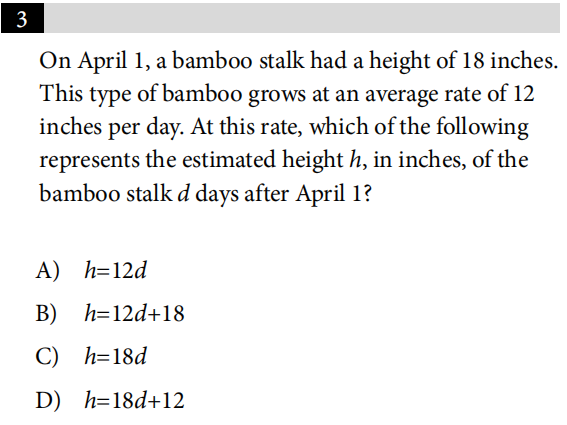 3
On April 1, a bamboo stalk had a height of 18 inches.
This type of bamboo grows at an average rate of 12
inches per day. At this rate, which of the following
represents the estimated height h, in inches, of the
bamboo stalk d days after April 1?
A) h=12d
B) h=12d+18
C) h=18d
D) h=18d+12